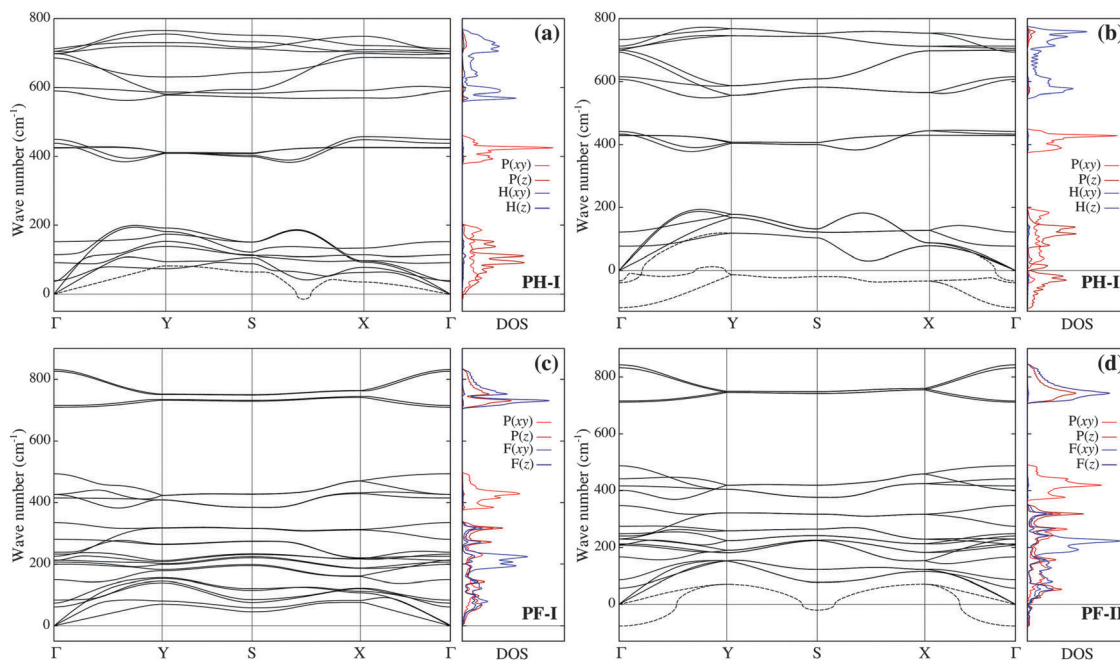 800
600
400
200
0
Wave number (cm⁻¹)
Γ Y S X Γ
(a)
P(xy)
P(z)
H(xy)
H(z)
PH-I
DOS
800
600
400
200
0
Wave number (cm⁻¹)
Γ Y S X Γ
(b)
P(xy)
P(z)
H(xy)
H(z)
PH-II
DOS
800
600
400
200
0
Wave number (cm⁻¹)
Γ Y S X Γ
(c)
P(xy)
P(z)
F(xy)
F(z)
PF-I
DOS
800
600
400
200
0
Wave number (cm⁻¹)
Γ Y S X Γ
(d)
P(xy)
P(z)
F(xy)
F(z)
PF-II
DOS